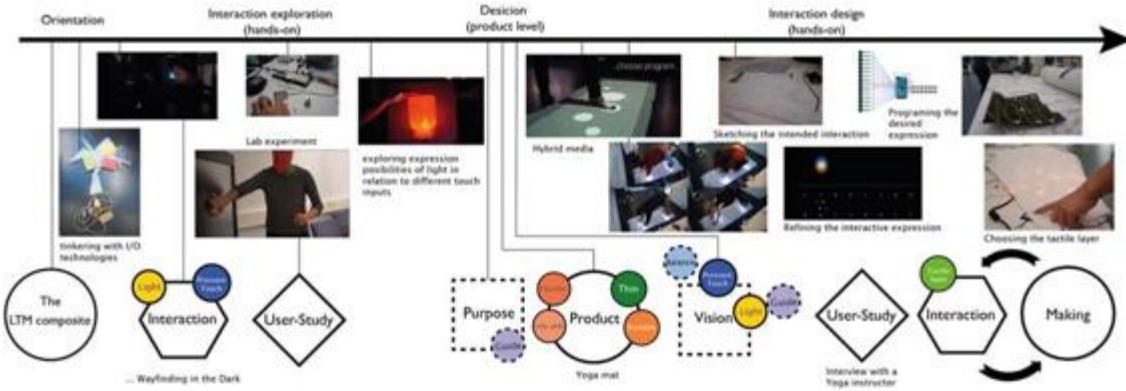 Orientation
Interaction exploration
(hands-on)
Desicion
(product level)
Interaction design
(hands-on)
choose program
Lab experiment
exploring expression
posibilities of light in
relation to different touch
inputs
Hybrid media
Sketching the intended interaction
Programing the
desired
expression
tinkering with I/O
technologies
Refining the interactive expression
Choosing the tactile layer
The
LTM composite
Light
Pressure
Touch
Interaction
User-Study
Purpose
Guide
Thin
Product
Balance
Pressure
Touch
Vision
Light
Guide
User-Study
Tactile
layer
Interaction
Making
... Wayfinding in the Dark
Yoga mat
Interview with a
Yoga instructor